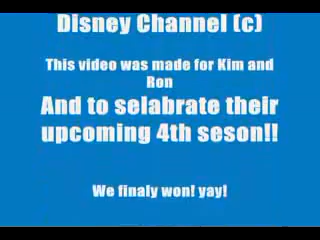 Disney Channel (c)
This video was made for Kim and
Ron
And to selabrate their
upcoming 4th seson!!
We finaly won! yay!